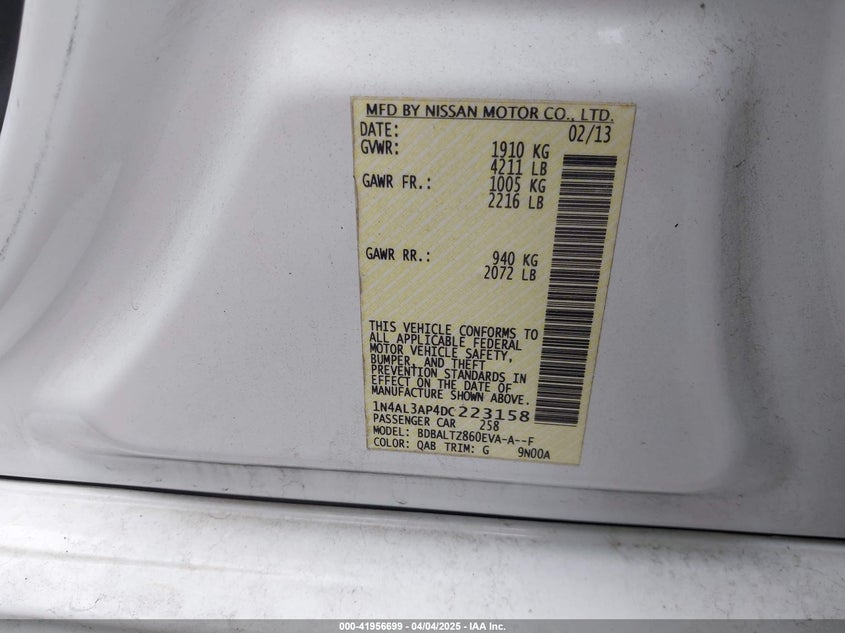 MFD BY NISSAN MOTOR CO., LTD.
DATE: 02/13
GVWR: 1910 KG
4211 LB
GAWR FR.: 1005 KG
2216 LB
GAWR RR.: 940 KG
2072 LB
THIS VEHICLE CONFORMS TO
ALL APPLICABLE FEDERAL
MOTOR VEHICLE SAFETY,
BUMPER, AND THEFT
PREVENTION STANDARDS IN
EFFECT ON THE DATE OF
MANUFACTURE SHOWN ABOVE.
1N4AL3AP4DC223158
PASSENGER CAR 258
MODEL: BDBALTZ860EVA-A--F
COLOR: QAB TRIM: G 9N00A
000-41956699 - 04/04/2025 - IAA Inc.